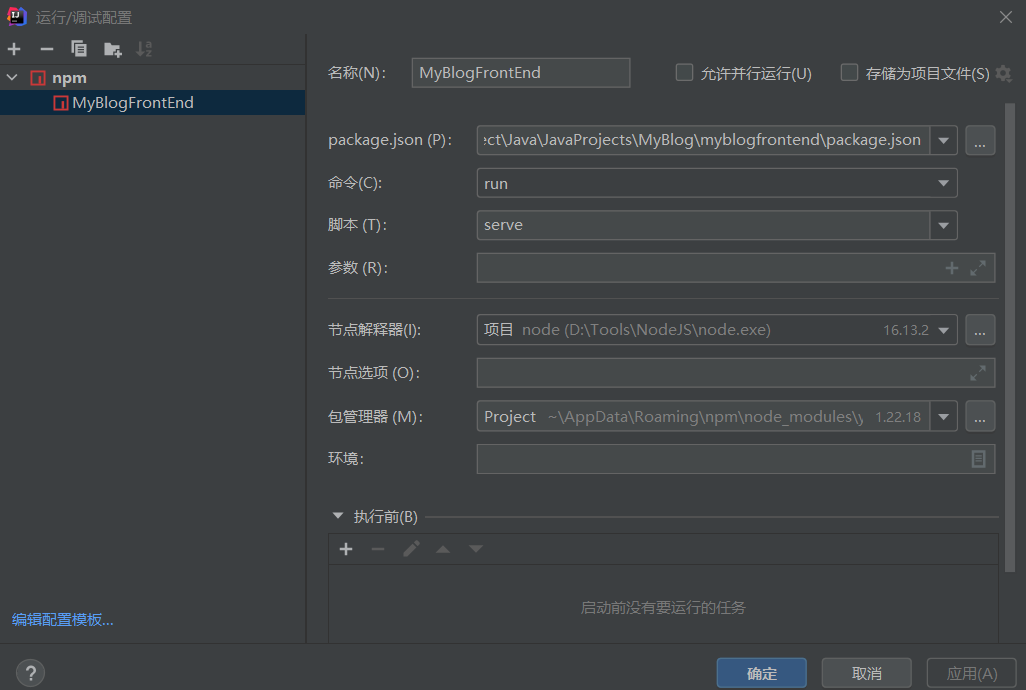 运行/调试配置
npm
MyBlogFrontEnd
编辑配置模板...
名称(N): MyBlogFrontEnd 允许并行运行(U) 存储为项目文件(S)
package.json (P): ect\Java\JavaProjects\MyBlog\myblogfrontend\package.json ...
命令(C): run
脚本 (T): serve
参数 (R):
节点解释器(I): 项目 node (D:\Tools\NodeJS\node.exe) 16.13.2 ...
节点选项 (O):
包管理器 (M): Project ~\AppData\Roaming\npm\node_modules\y 1.22.18 ...
环境:
执行前(B)
启动前没有要运行的任务
? 确定 取消 应用(A)